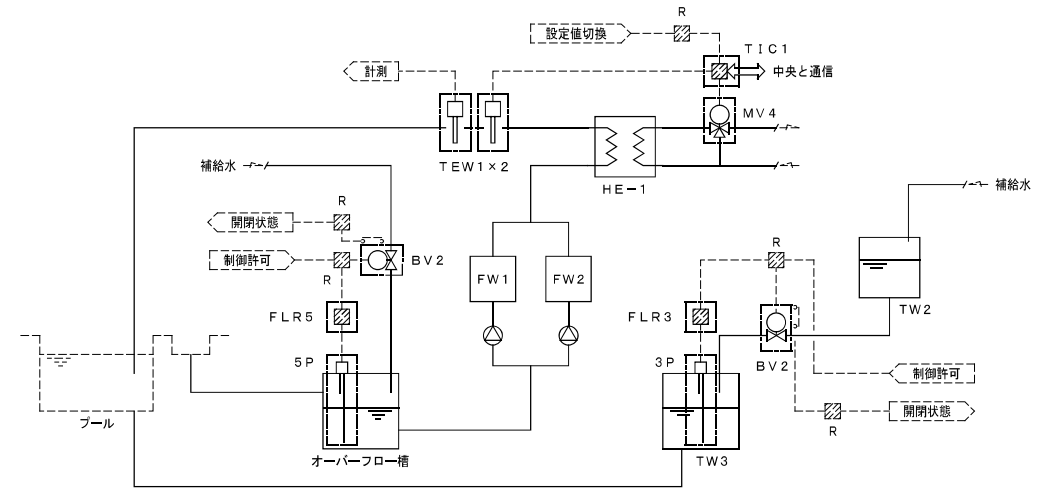 R
設定値切換
TIC1
計測
中央と通信
MV4
TEW1×2
補給水
HE-1
補給水
R
開閉状態
制御許可
BV2
R
R
FW1
FW2
FLR5
FLR3
TW2
5P
3P
BV2
制御許可
開閉状態
プール
R
オーバーフロー槽
TW3